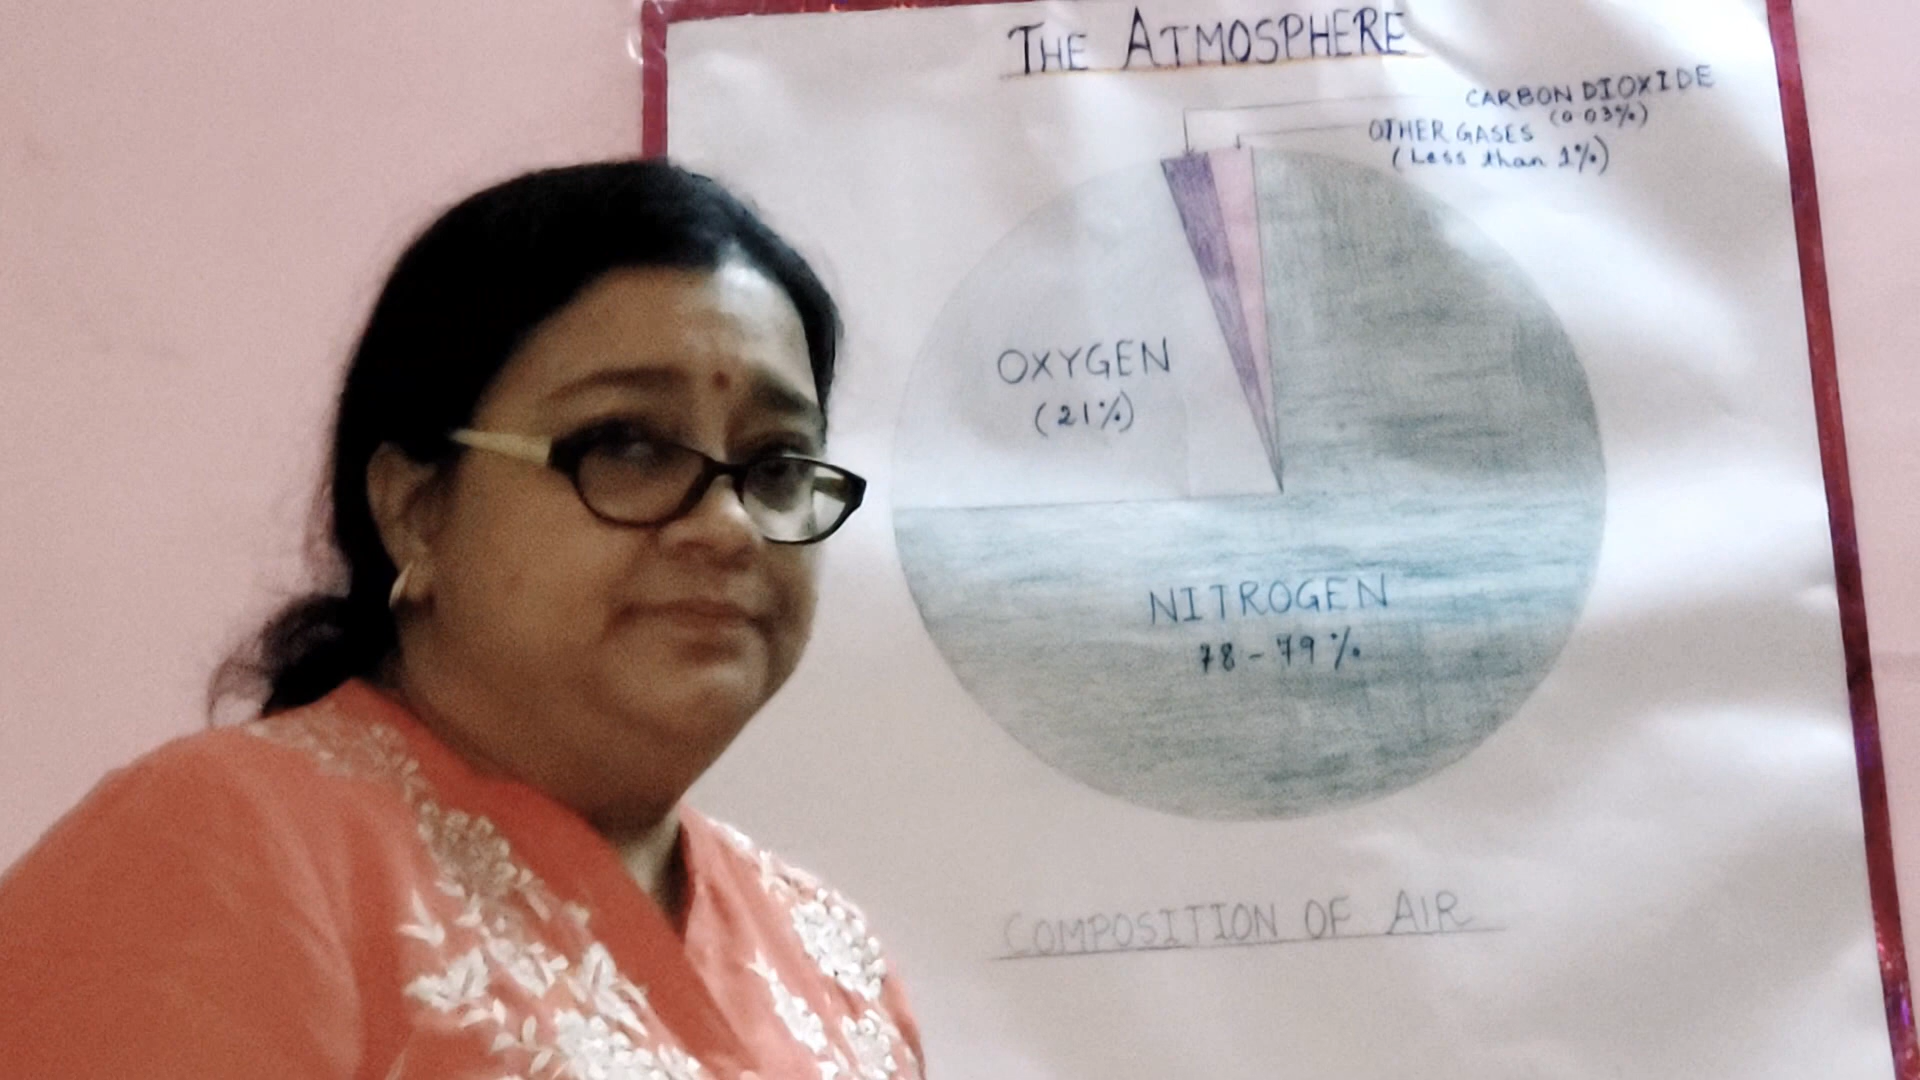 THE ATMOSPHERE
CARBON DIOXIDE
(0.03%)
OTHER GASES
(Less than 1%)
OXYGEN
(21%)
NITROGEN
78-79%
COMPOSITION OF AIR